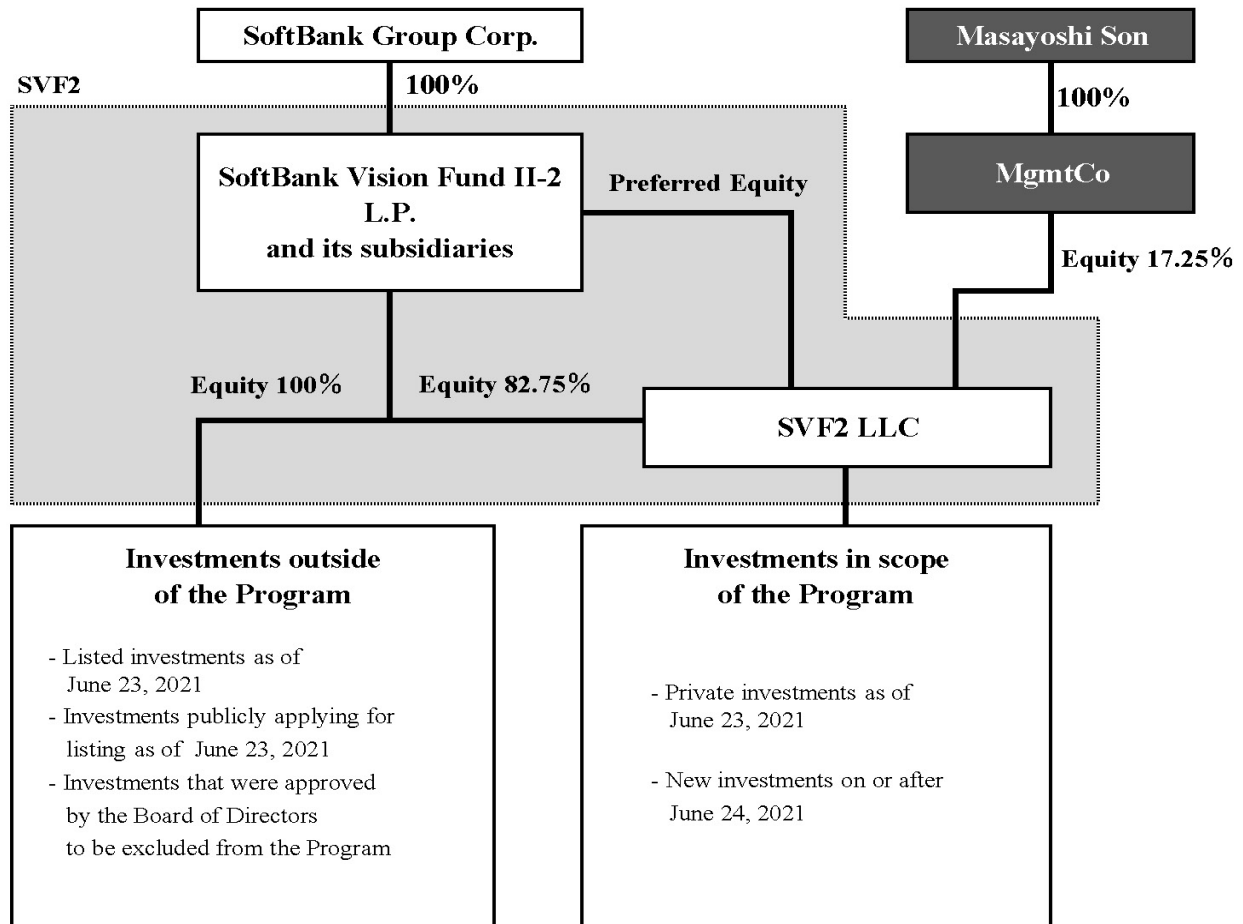 SoftBank Group Corp.
Masayoshi Son
SVF2
100%
100%
SoftBank Vision Fund II-2
L.P.
and its subsidiaries
Preferred Equity
MgmtCo
Equity 17.25%
Equity 100%
Equity 82.75%
SVF2 LLC
Investments outside
of the Program
- Listed investments as of
June 23, 2021
- Investments publicly applying for
listing as of June 23, 2021
- Investments that were approved
by the Board of Directors
to be excluded from the Program
Investments in scope
of the Program
- Private investments as of
June 23, 2021
- New investments on or after
June 24, 2021